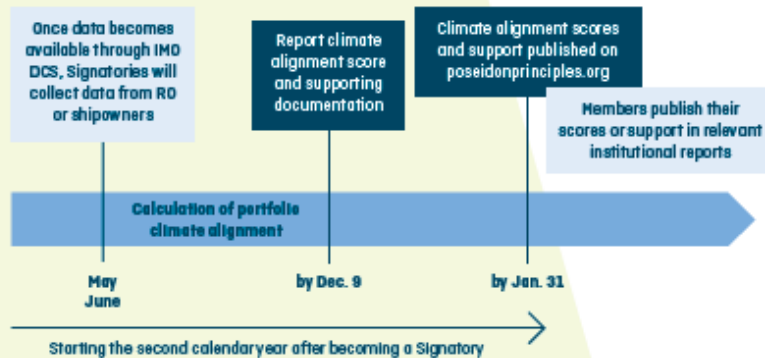 Once data becomes
available through IMO
DCS, Signatories will
collect data from RO
or shipowners
Report climate
alignment score
and supporting
documentation
Climate alignment scores
and support published on
poseidonprinciples.org
Members publish their
scores or support in relevant
institutional reports
Calculation of portfolio
climate alignment
May
June
by Dec. 9
by Jan. 31
Starting the second calendar year after becoming a Signatory